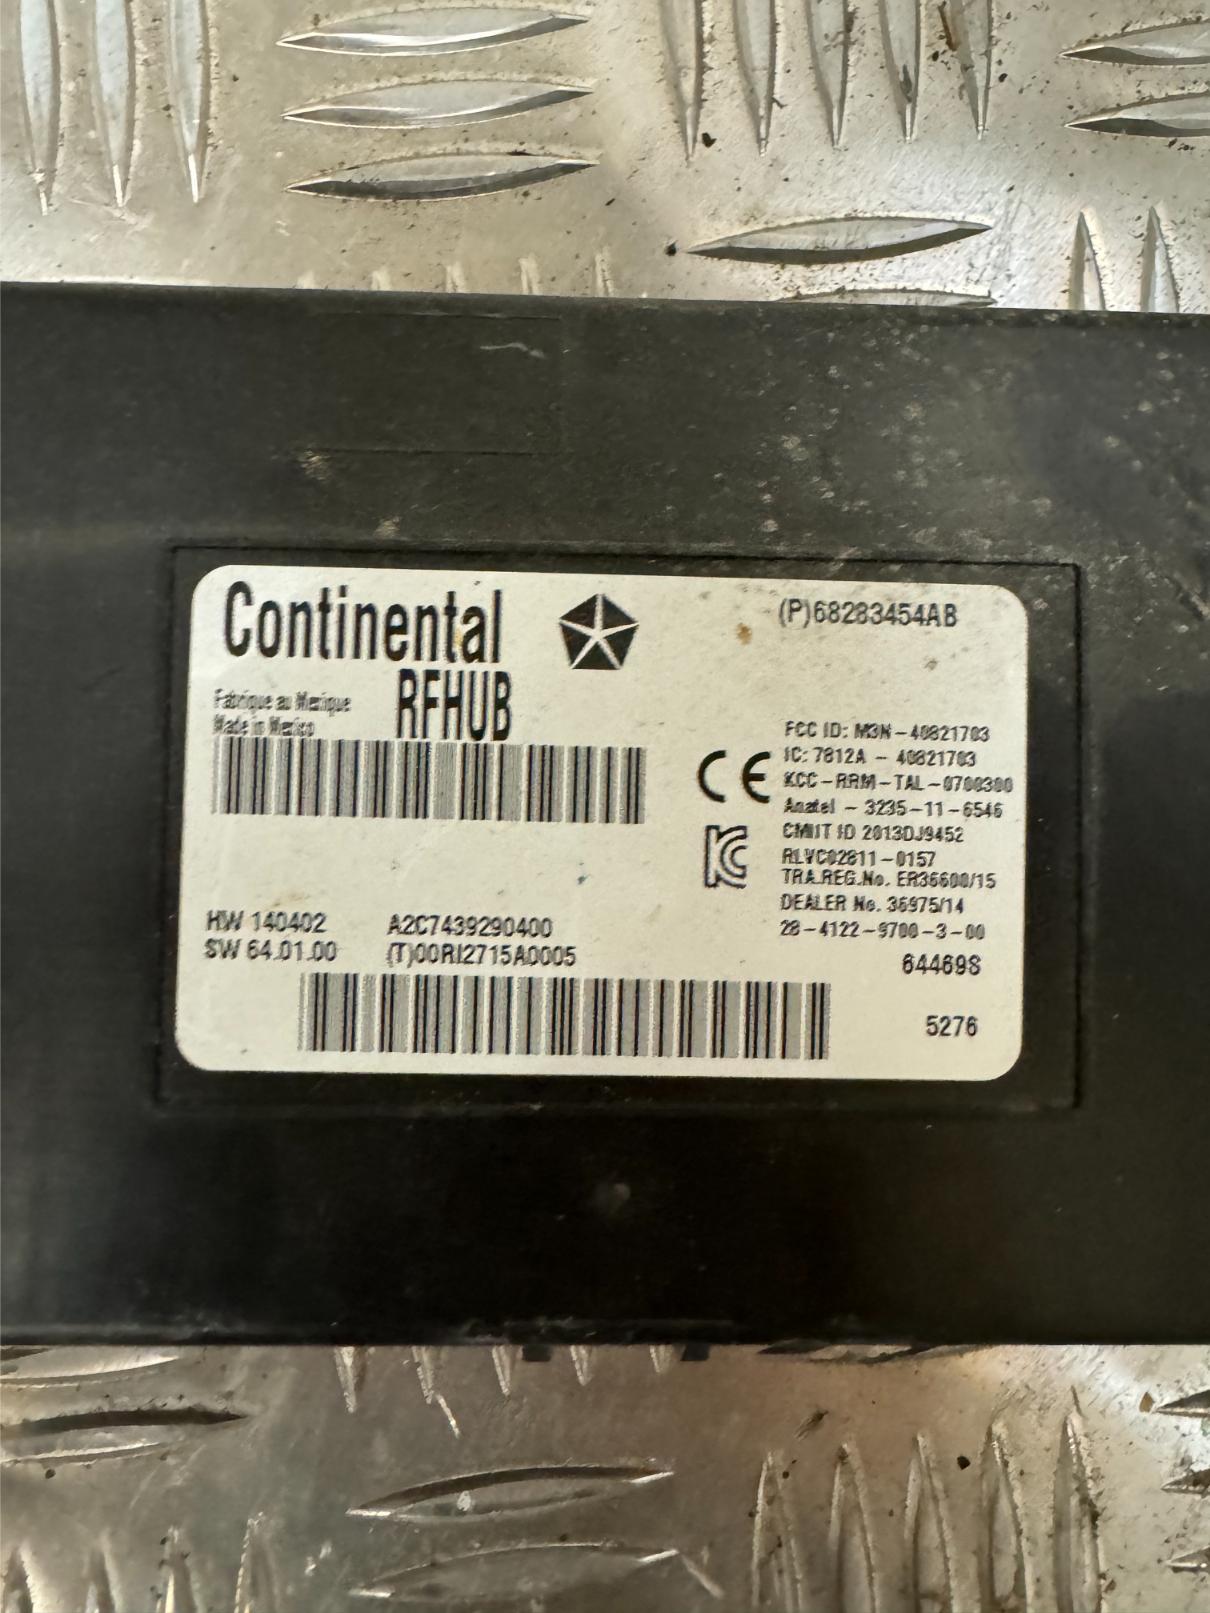 Continental
(P)68283454AB
Fabrique au Mexique
Made in Mexico
RFHUB
FCC ID: M3N-40821703
IC: 7812A - 40821703
KCC-RRM-TAL-0700300
Anatel - 3235-11-6546
CMIIT ID 2013DJ9452
RLVC02811-0157
TRA.REG.No. ER36600/15
DEALER No. 36975/14
28-4122-9700-3-00
CE
HW 140402 A2C7439290400
SW 64.01.00 (T)00RI2715A0005
64469S
5276